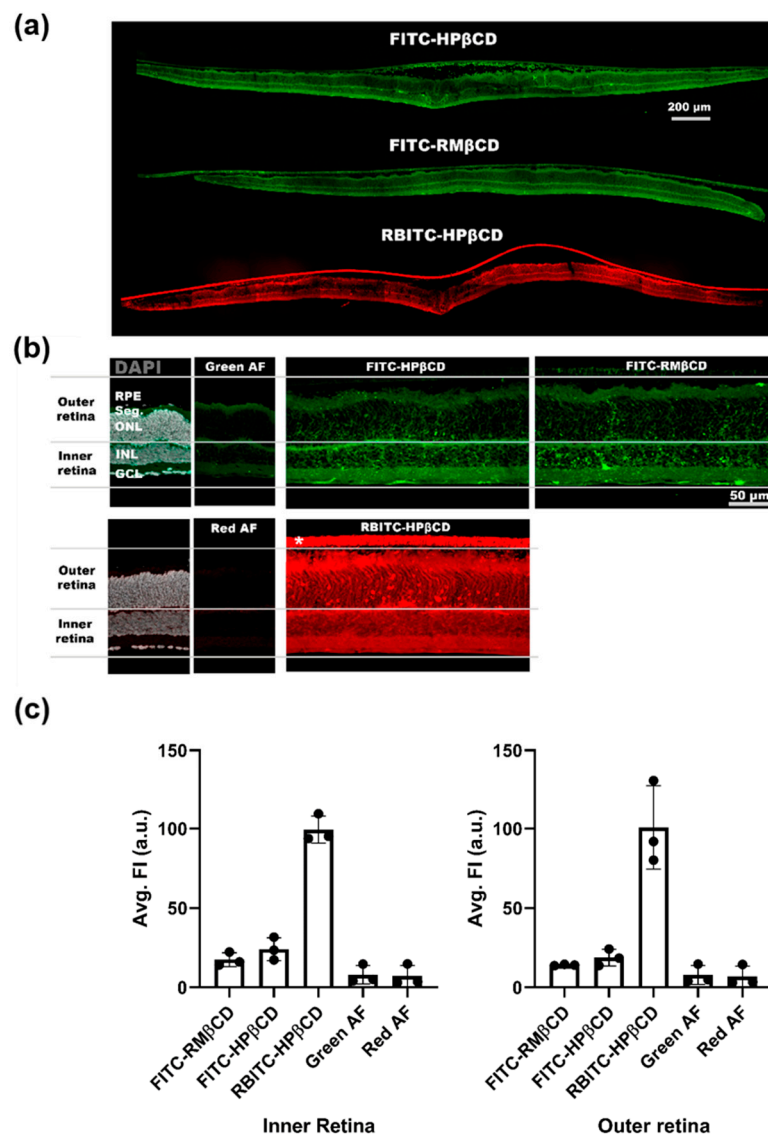 (a)
FITC-HPβCD
200 µm
FITC-RMβCD
RBITC-HPβCD
(b)
DAPI
Green AF
FITC-HPβCD
FITC-RMβCD
Outer
retina
RPE
Seg.
ONL
Inner
retina
INL
GCL
50 µm
Red AF
RBITC-HPβCD
*
Outer
retina
Inner
retina
(c)
150
100
50
0
Avg. FI (a.u.)
FITC-RMβCD
FITC-HPβCD
RBITC-HPβCD
Green AF
Red AF
Inner Retina
150
100
50
0
Avg. FI (a.u.)
FITC-RMβCD
FITC-HPβCD
RBITC-HPβCD
Green AF
Red AF
Outer retina